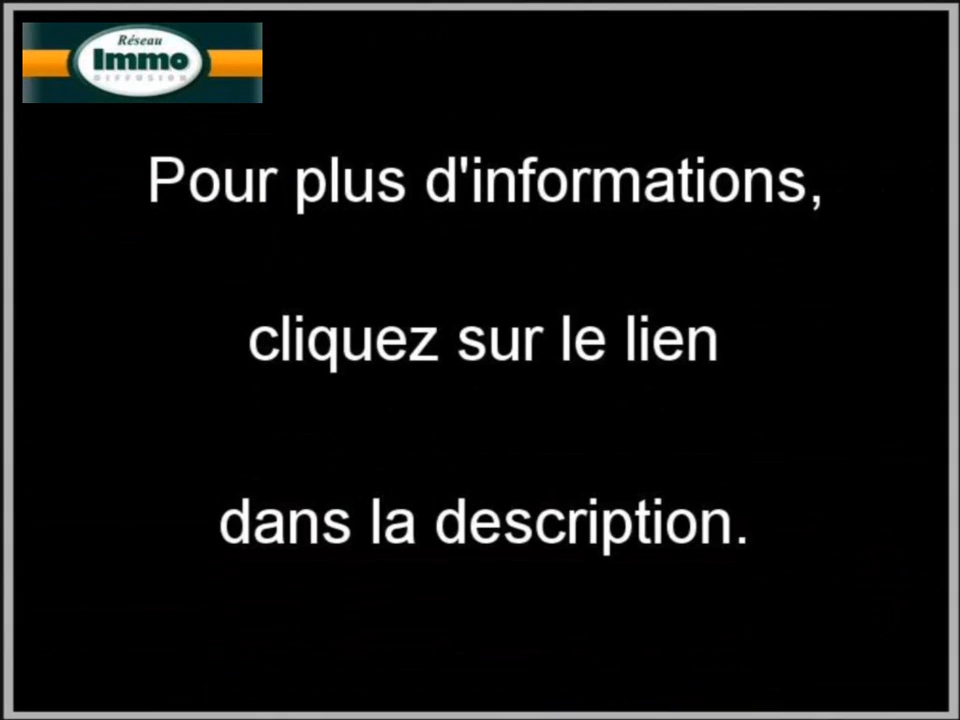 Réseau
Immo
DIFFUSION
Pour plus d'informations,
cliquez sur le lien
dans la description.